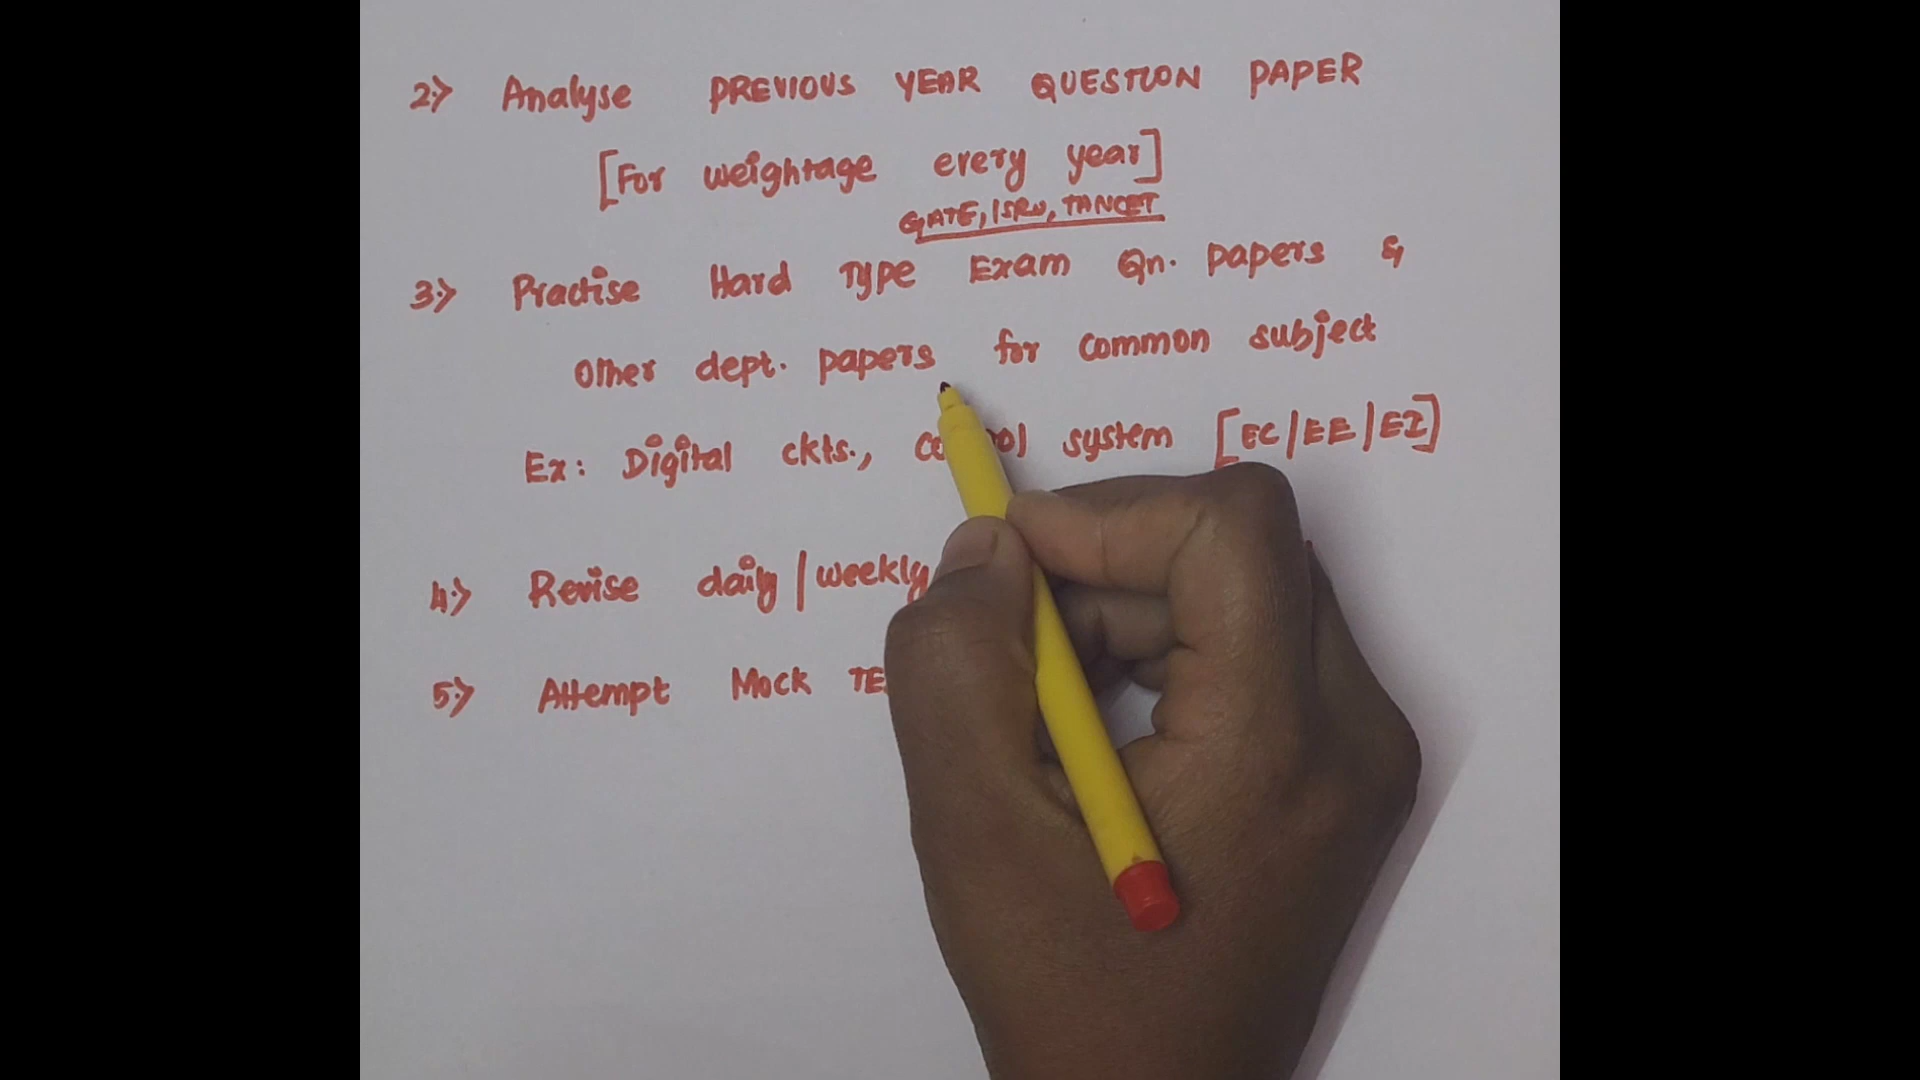 2:> Analyse PREVIOUS YEAR QUESTION PAPER
[For weightage every year]
GATE, ISRO, TANCET
3:> Practise Hard Type Exam Qn. papers &
Other dept. papers for common subject
Ex: Digital ckts., system [EC/EE/EI]
4:> Revise daily/weekly
5:> Attempt Mock